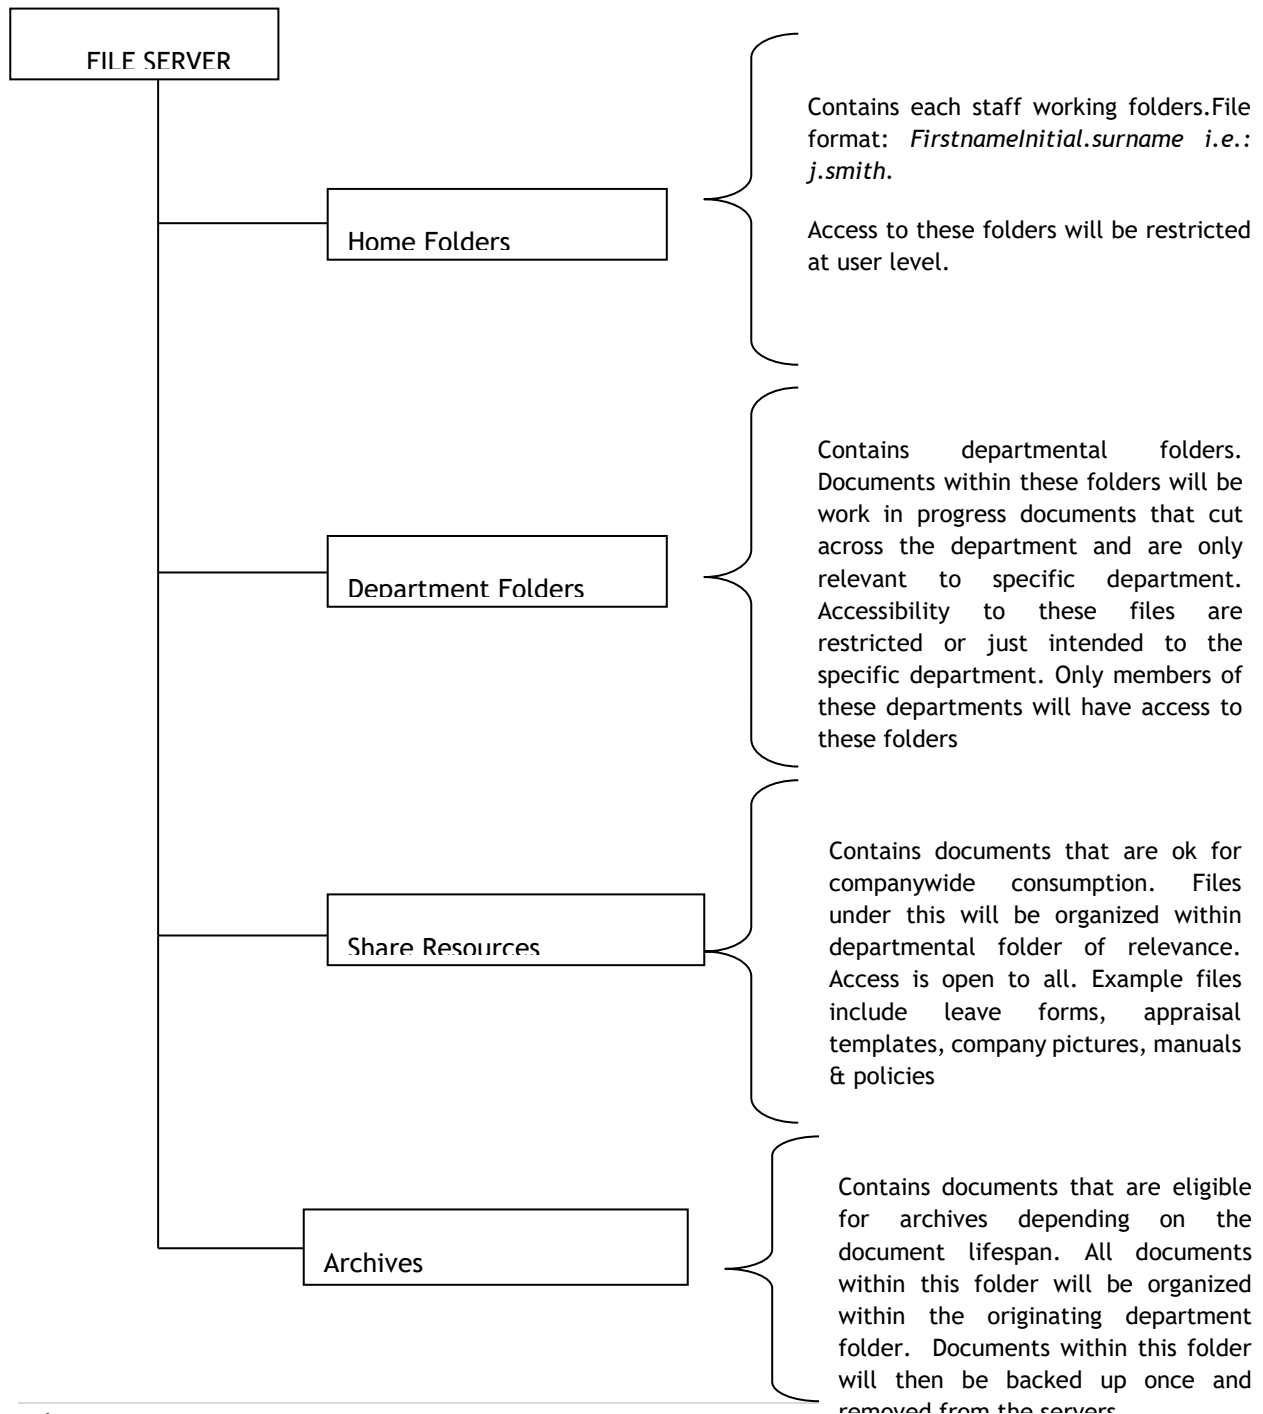 FILE SERVER
Contains each staff working folders.File
format: FirstnameInitial.surname i.e.:
j.smith.
Access to these folders will be restricted
at user level.
Home Folders
Contains departmental folders.
Documents within these folders will be
work in progress documents that cut
across the department and are only
relevant to specific department.
Accessibility to these files are
restricted or just intended to the
specific department. Only members of
these departments will have access to
these folders
Department Folders
Contains documents that are ok for
companywide consumption. Files
under this will be organized within
departmental folder of relevance.
Access is open to all. Example files
include leave forms, appraisal
templates, company pictures, manuals
& policies
Share Resources
Contains documents that are eligible
for archives depending on the
document lifespan. All documents
within this folder will be organized
within the originating department
folder. Documents within this folder
will then be backed up once and
removed from the servers
Archives